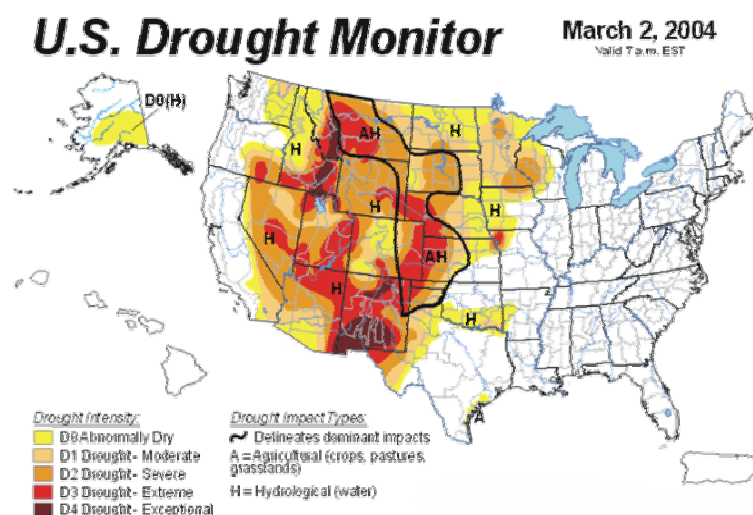 U.S. Drought Monitor
March 2, 2004
Valid 7 a.m. EST
D0(H)
H
AH
H
H
H
H
AH
H
H
A
Drought Intensity:
D0 Abnormally Dry
D1 Drought - Moderate
D2 Drought - Severe
D3 Drought - Extreme
D4 Drought - Exceptional
Drought Impact Types:
Delineates dominant impacts
A = Agricultural (crops, pastures,
grasslands)
H = Hydrological (water)